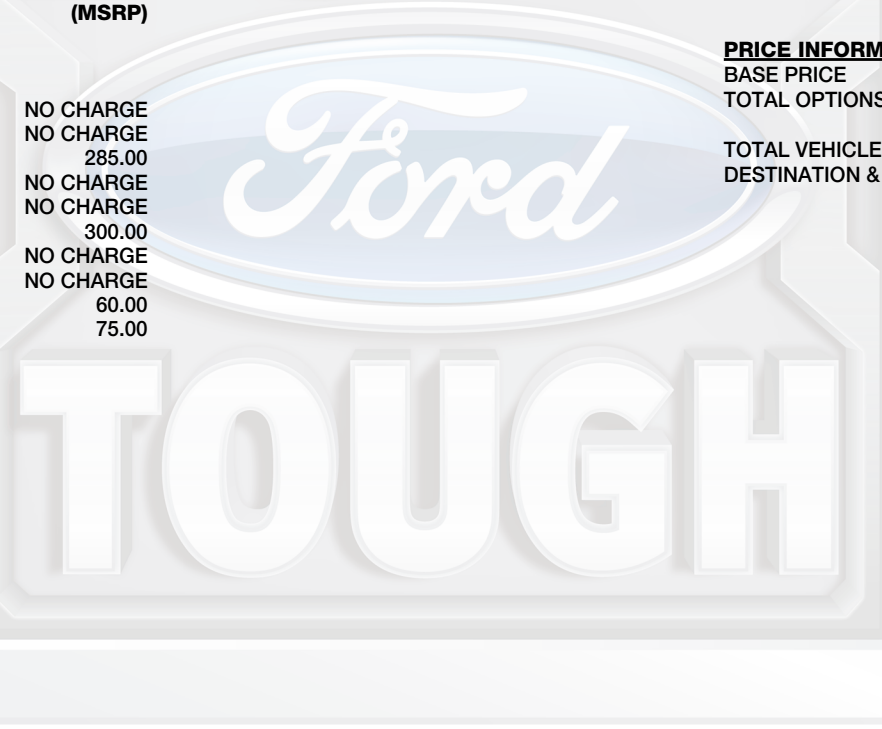 (MSRP)
NO CHARGE
NO CHARGE
285.00
NO CHARGE
NO CHARGE
300.00
NO CHARGE
NO CHARGE
60.00
75.00
PRICE INFORM
BASE PRICE
TOTAL OPTIONS
TOTAL VEHICLE
DESTINATION &
Ford
TOUGH